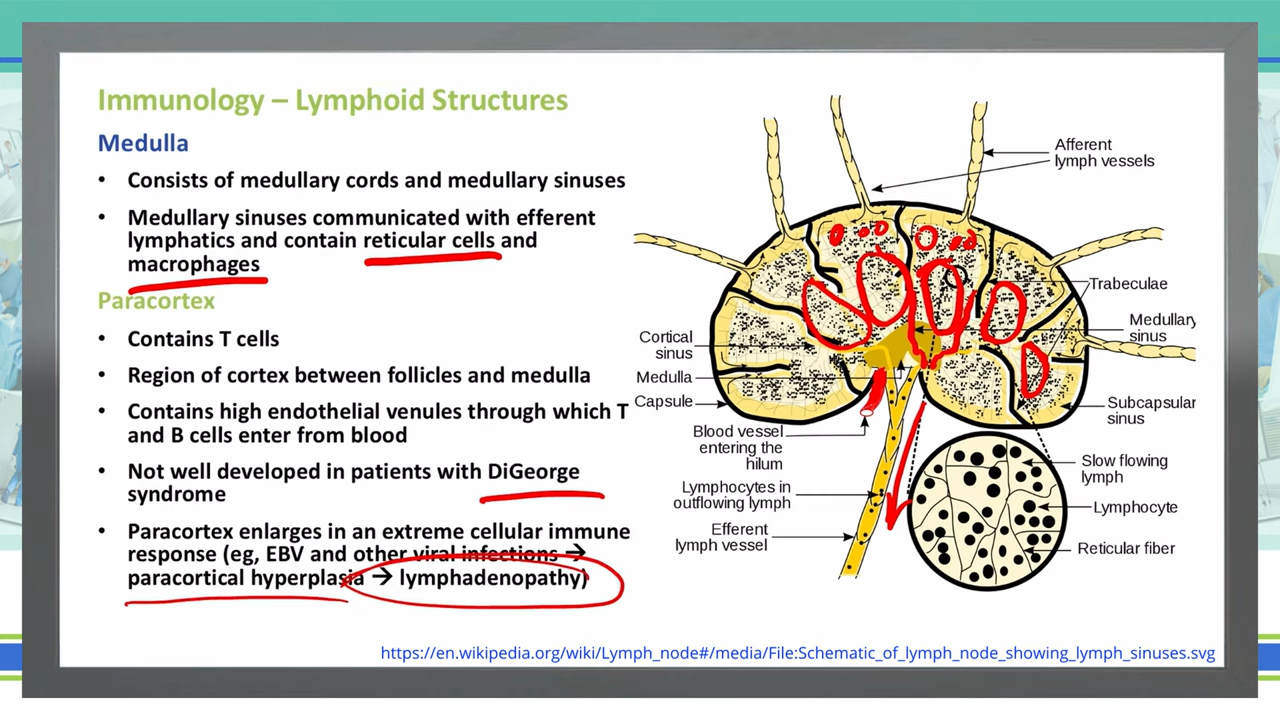 Immunology – Lymphoid Structures
Medulla
• Consists of medullary cords and medullary sinuses
• Medullary sinuses communicated with efferent
lymphatics and contain reticular cells and
macrophages
Paracortex
• Contains T cells
• Region of cortex between follicles and medulla
• Contains high endothelial venules through which T
and B cells enter from blood
• Not well developed in patients with DiGeorge
syndrome
• Paracortex enlarges in an extreme cellular immune
response (eg, EBV and other viral infections →
paracortical hyperplasia → lymphadenopathy)
Afferent
lymph vessels
Trabeculae
Medullary
sinus
Cortical
sinus
Medulla
Capsule
Subcapsular
sinus
Blood vessel
entering the
hilum
Slow flowing
lymph
Lymphocytes in
outflowing lymph
Lymphocyte
Efferent
lymph vessel
Reticular fiber
https://en.wikipedia.org/wiki/Lymph_node#/media/File:Schematic_of_lymph_node_showing_lymph_sinuses.svg